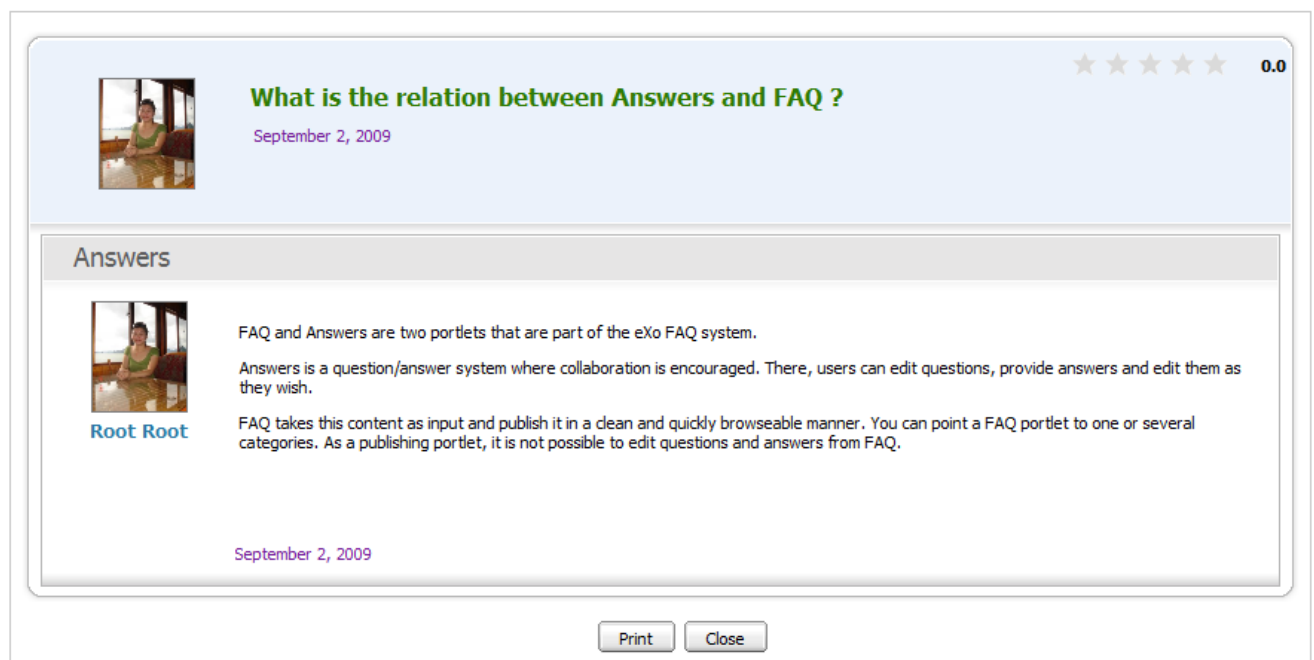 0.0
What is the relation between Answers and FAQ ?
September 2, 2009
Answers
FAQ and Answers are two portlets that are part of the eXo FAQ system.
Answers is a question/answer system where collaboration is encouraged. There, users can edit questions, provide answers and edit them as
they wish.
Root Root
FAQ takes this content as input and publish it in a clean and quickly browseable manner. You can point a FAQ portlet to one or several
categories. As a publishing portlet, it is not possible to edit questions and answers from FAQ.
September 2, 2009
Print
Close